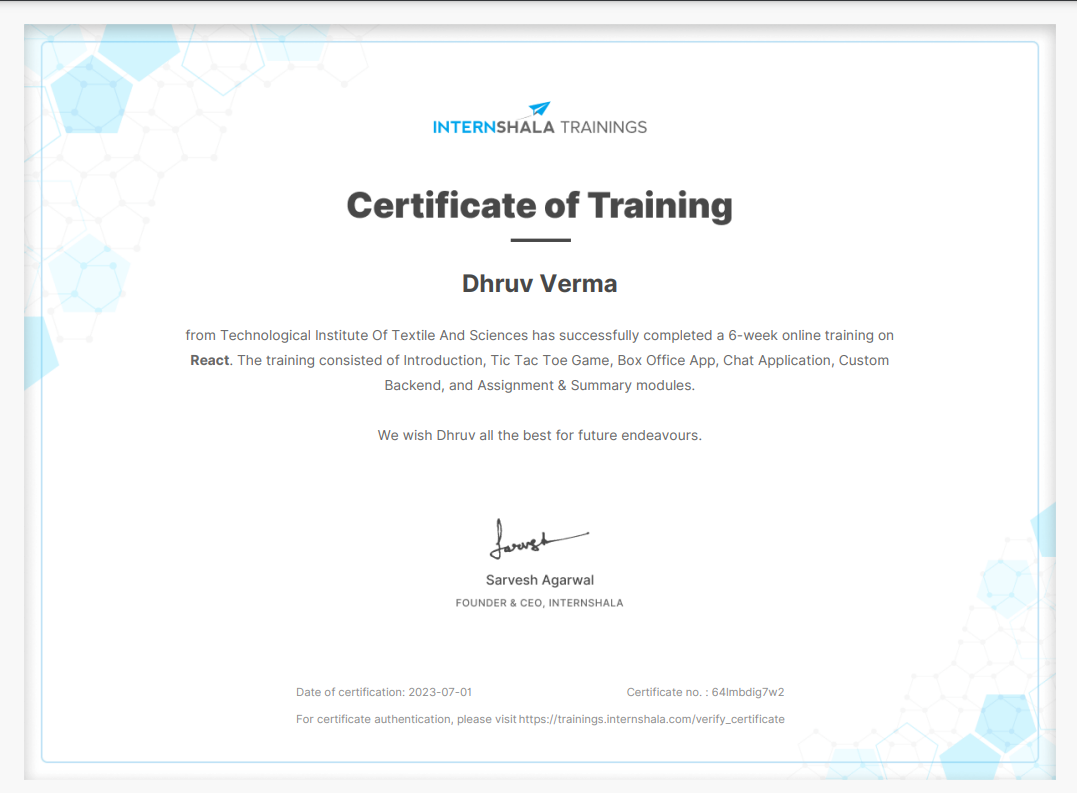 INTERNSHALA TRAININGS
Certificate of Training
Dhruv Verma
from Technological Institute Of Textile And Sciences has successfully completed a 6-week online training on
React. The training consisted of Introduction, Tic Tac Toe Game, Box Office App, Chat Application, Custom
Backend, and Assignment & Summary modules.
We wish Dhruv all the best for future endeavours.
Sarvesh
Sarvesh Agarwal
FOUNDER & CEO, INTERNSHALA
Date of certification: 2023-07-01 Certificate no. : 64lmbdig7w2
For certificate authentication, please visit https://trainings.internshala.com/verify_certificate